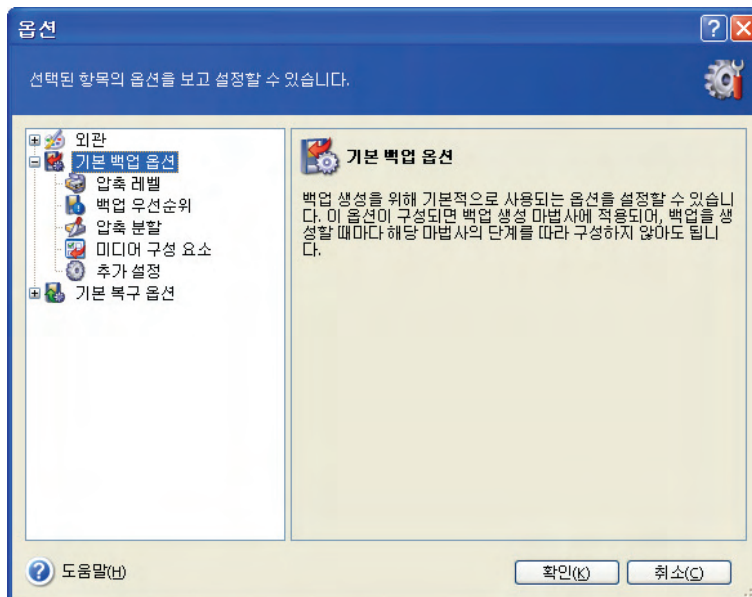 옵션
선택된 항목의 옵션을 보고 설정할 수 있습니다.
외관
기본 백업 옵션
압축 레벨
백업 우선순위
압축 분할
미디어 구성 요소
추가 설정
기본 복구 옵션
기본 백업 옵션
백업 생성을 위해 기본적으로 사용되는 옵션을 설정할 수 있습니
다. 이 옵션이 구성되면 백업 생성 마법사에 적용되어, 백업을 생
성할 때마다 해당 마법사의 단계를 따라 구성하지 않아도 됩니
다.
도움말(H)
확인(K)
취소(C)